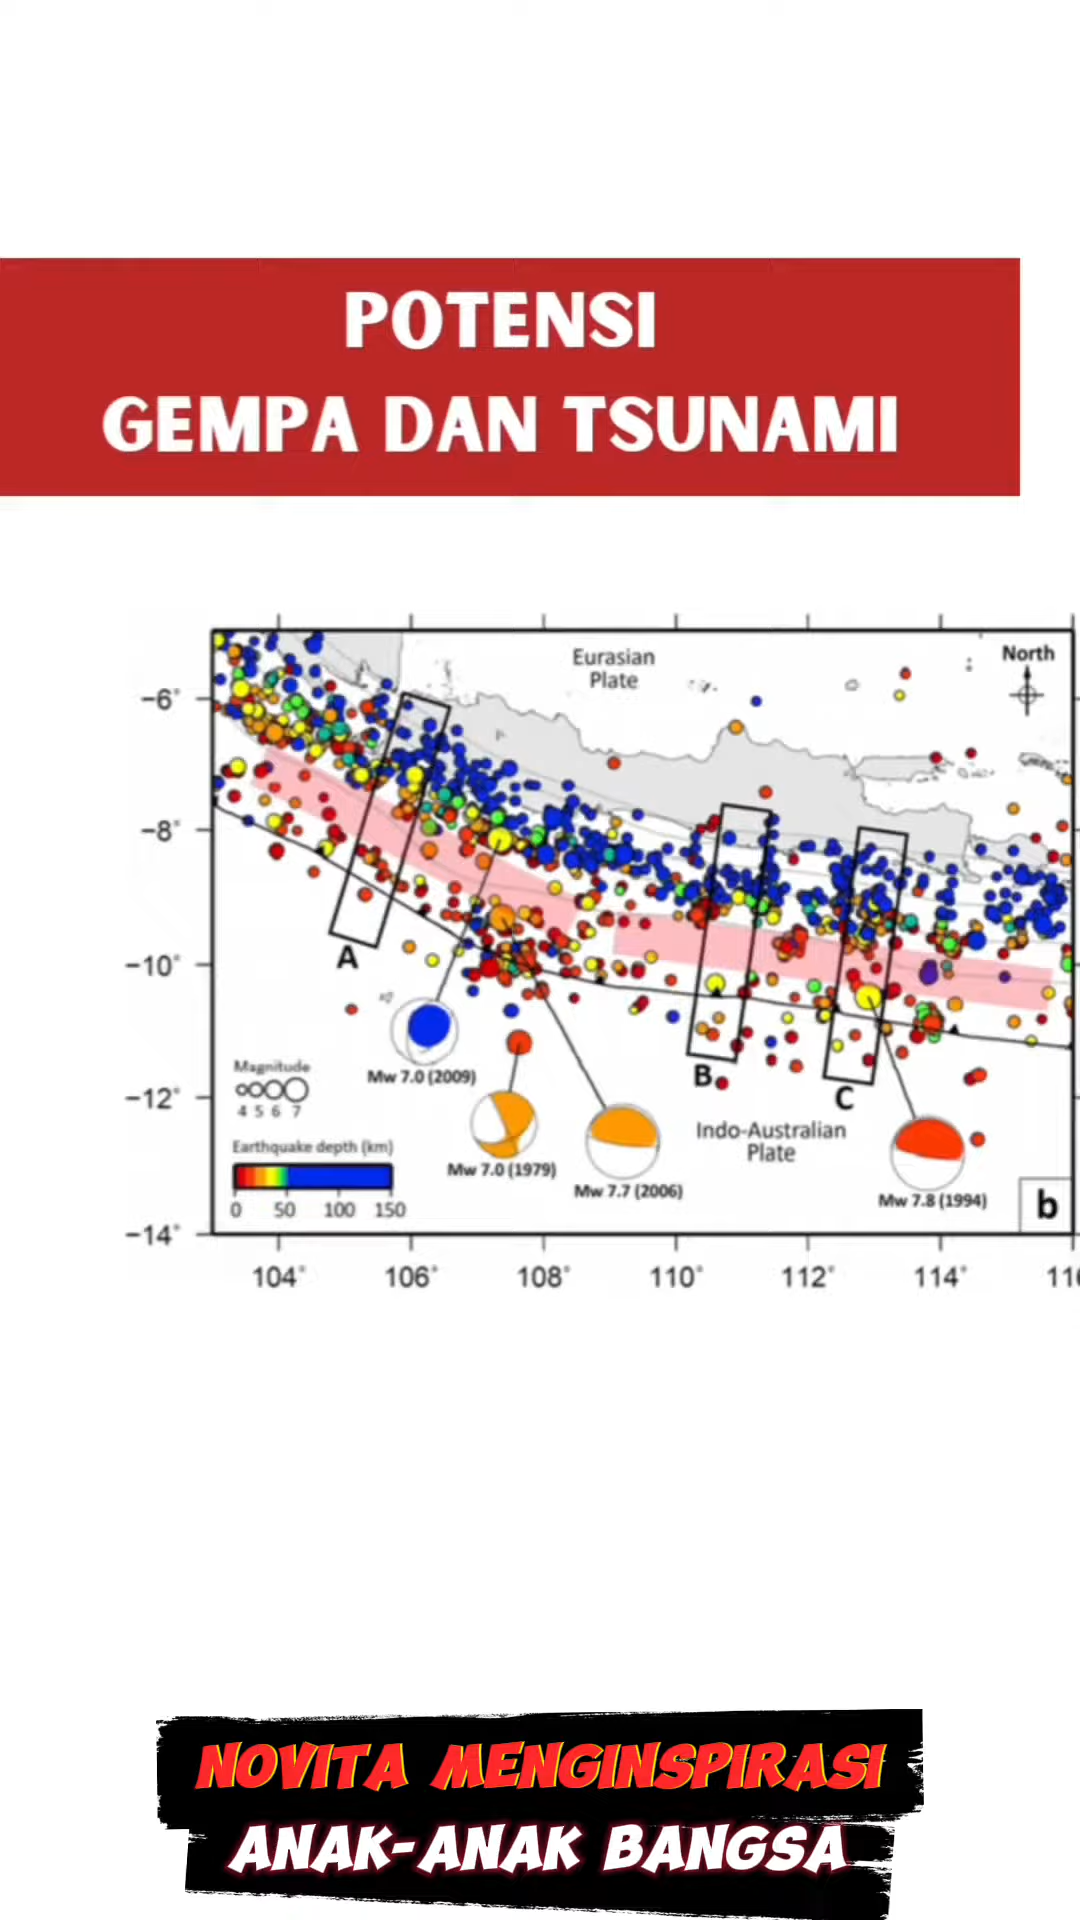 POTENSI
GEMPA DAN TSUNAMI
Eurasian
Plate
North
−6°
−8°
−10°
−12°
−14°
A
B
C
Mw 7.0 (2009)
Magnitude
4 5 6 7
Earthquake depth (km)
0 50 100 150
Mw 7.0 (1979)
Mw 7.7 (2006)
Indo-Australian
Plate
Mw 7.8 (1994)
b
104° 106° 108° 110° 112° 114° 116
NOVITA MENGINSPIRASI
ANAK-ANAK BANGSA